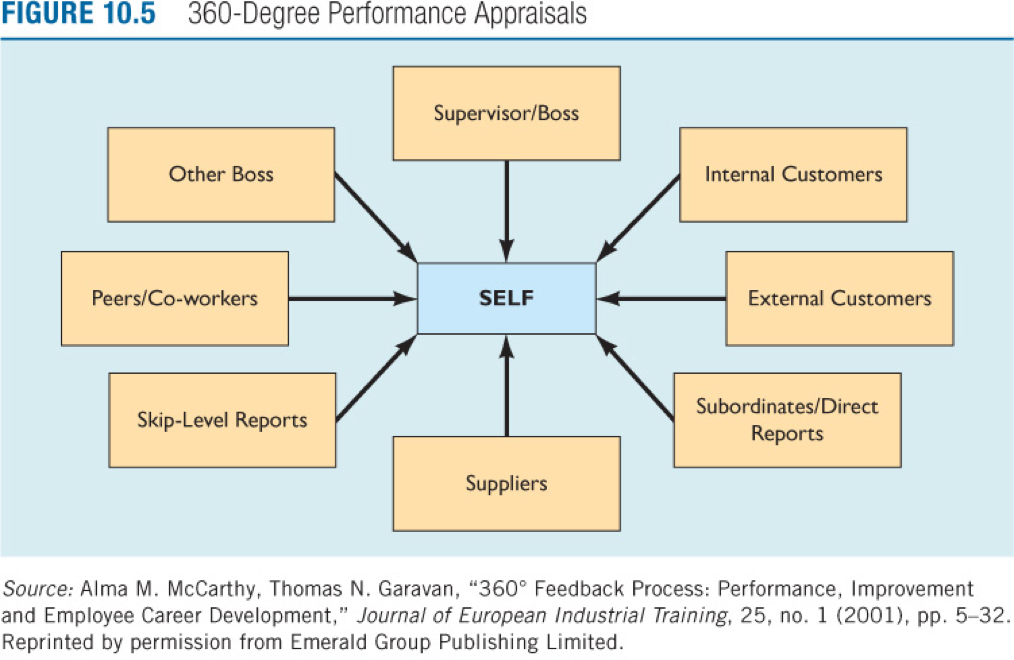 FIGURE 10.5 360-Degree Performance Appraisals
Supervisor/Boss
Other Boss
Internal Customers
Peers/Co-workers
SELF
External Customers
Skip-Level Reports
Subordinates/Direct
Reports
Suppliers
Source: Alma M. McCarthy, Thomas N. Garavan, “360° Feedback Process: Performance, Improvement
and Employee Career Development,” Journal of European Industrial Training, 25, no. 1 (2001), pp. 5–32.
Reprinted by permission from Emerald Group Publishing Limited.